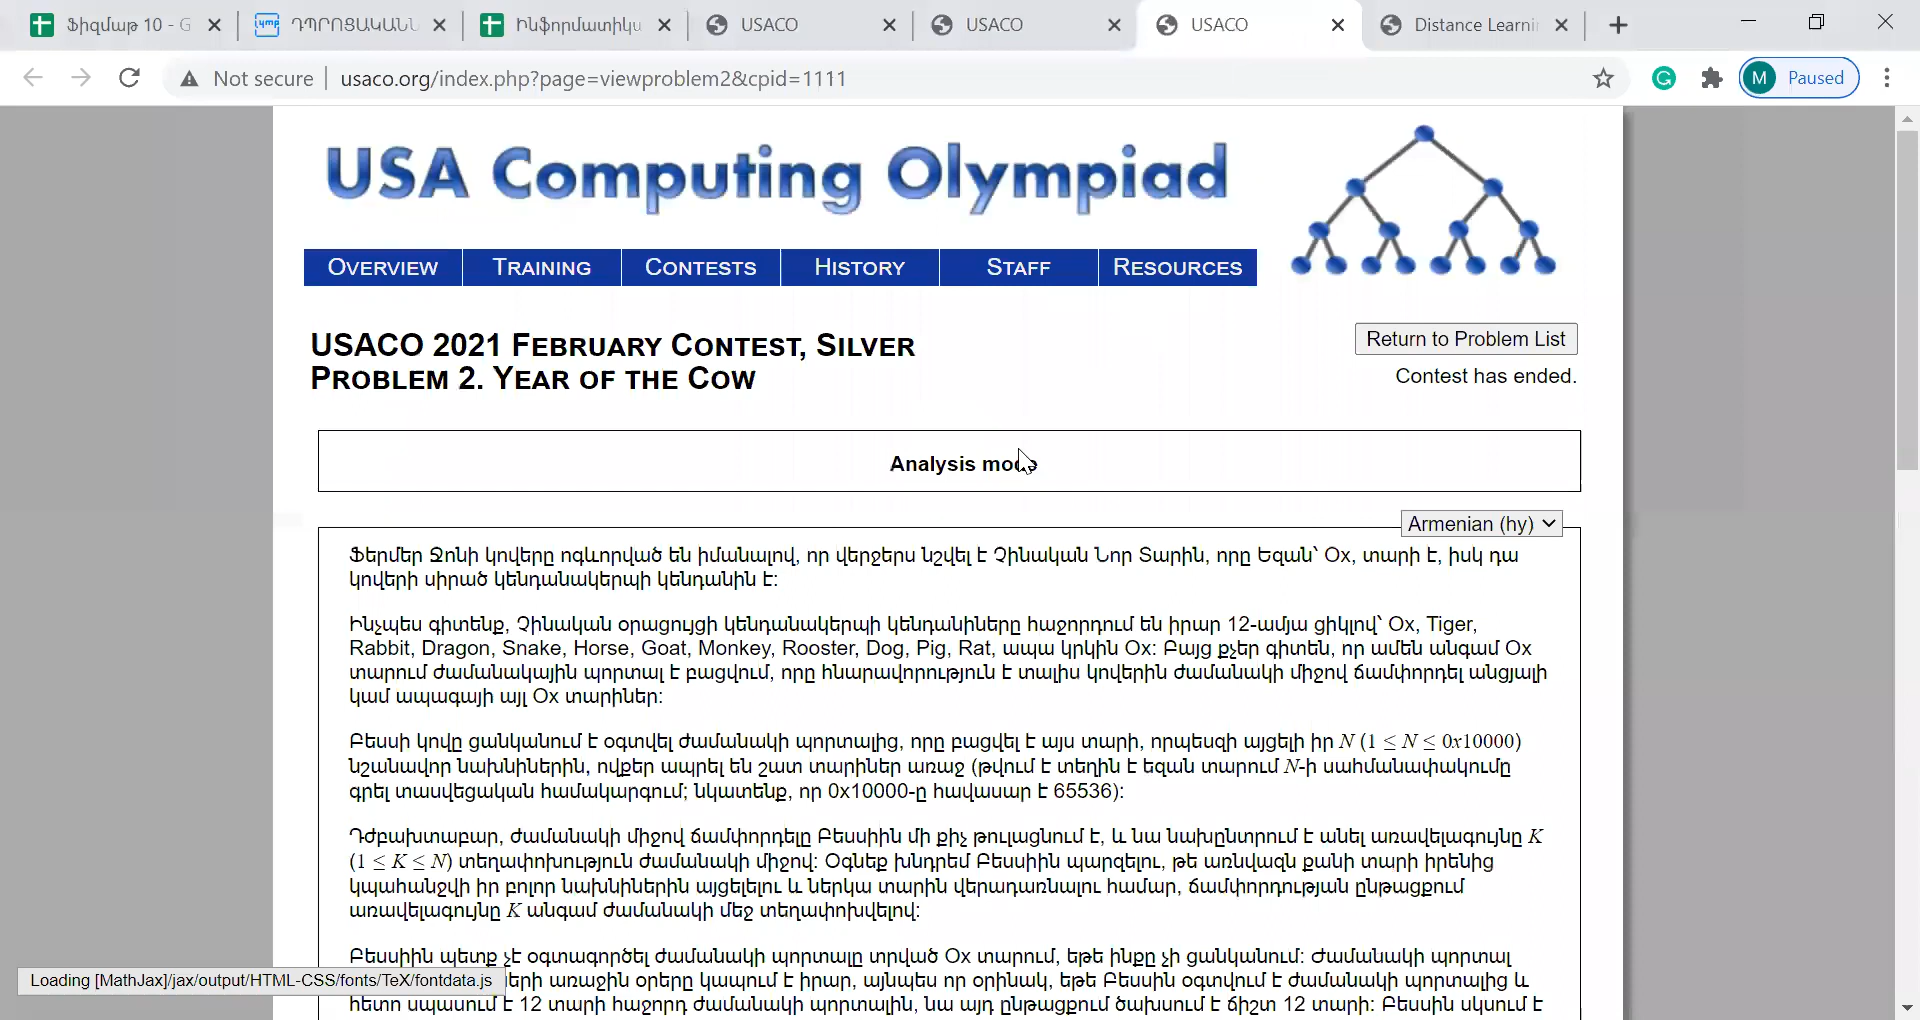 Ֆիզմաթ 10 - G
ԴՊՐՈՑԱԿԱՆՆ
Ինֆորմատիկա
USACO
USACO
USACO
Distance Learnin
Not secure
usaco.org/index.php?page=viewproblem2&cpid=1111
M
Paused
USA Computing Olympiad
OVERVIEW
TRAINING
CONTESTS
HISTORY
STAFF
RESOURCES
USACO 2021 FEBRUARY CONTEST, SILVER
PROBLEM 2. YEAR OF THE COW
Return to Problem List
Contest has ended.
Analysis mode
Armenian (hy)
Ֆերմեր Ջոնի կովերը ոգևորված են իմանալով, որ վերջերս նշվել է Չինական Նոր Տարին, որը Եզան՝ Ox, տարի է, իսկ դա
կովերի սիրած կենդանակերպի կենդանին է:
Ինչպես գիտենք, Չինական օրացույցի կենդանակերպի կենդանիները հաջորդում են իրար 12-ամյա ցիկլով՝ Ox, Tiger,
Rabbit, Dragon, Snake, Horse, Goat, Monkey, Rooster, Dog, Pig, Rat, ապա կրկին Ox: Բայց քչեր գիտեն, որ ամեն անգամ Ox
տարում ժամանակային պորտալ է բացվում, որը հնարավորություն է տալիս կովերին ժամանակի միջով ճամփորդել անցյալի
կամ ապագայի այլ Ox տարիներ:
Բեսսի կովը ցանկանում է օգտվել ժամանակի պորտալից, որը բացվել է այս տարի, որպեսզի այցելի իր N (1 ≤ N ≤ 0x10000)
նշանավոր նախնիներին, ովքեր ապրել են շատ տարիներ առաջ (թվում է տեղին է եզան տարում N-ի սահմանափակումը
գրել տասվեցական համակարգում; նկատենք, որ 0x10000-ը հավասար է 65536):
Դժբախտաբար, ժամանակի միջով ճամփորդելը Բեսսիին մի քիչ թուլացնում է, և նա նախընտրում է անել առավելագույնը K
(1 ≤ K ≤ N) տեղափոխություն ժամանակի միջով: Օգնեք խնդրեմ Բեսսիին պարզելու, թե առնվազն քանի տարի իրենից
կպահանջվի իր բոլոր նախնիներին այցելելու և ներկա տարին վերադառնալու համար, ճամփորդության ընթացքում
առավելագույնը K անգամ ժամանակի մեջ տեղափոխվելով:
Բեսսիին պետք չէ օգտագործել ժամանակի պորտալը տրված Ox տարում, եթե ինքը չի ցանկանում: Ժամանակի պորտալ
Loading [MathJax]/jax/output/HTML-CSS/fonts/TeX/fontdata.js
երի առաջին օրերը կապում է իրար, այնպես որ օրինակ, եթե Բեսսին օգտվում է ժամանակի պորտալից և
հետո սպասում է 12 տարի հաջորդ ժամանակի պորտալին, նա այդ ընթացքում ծախսում է ճիշտ 12 տարի: Բեսսին սկսում է